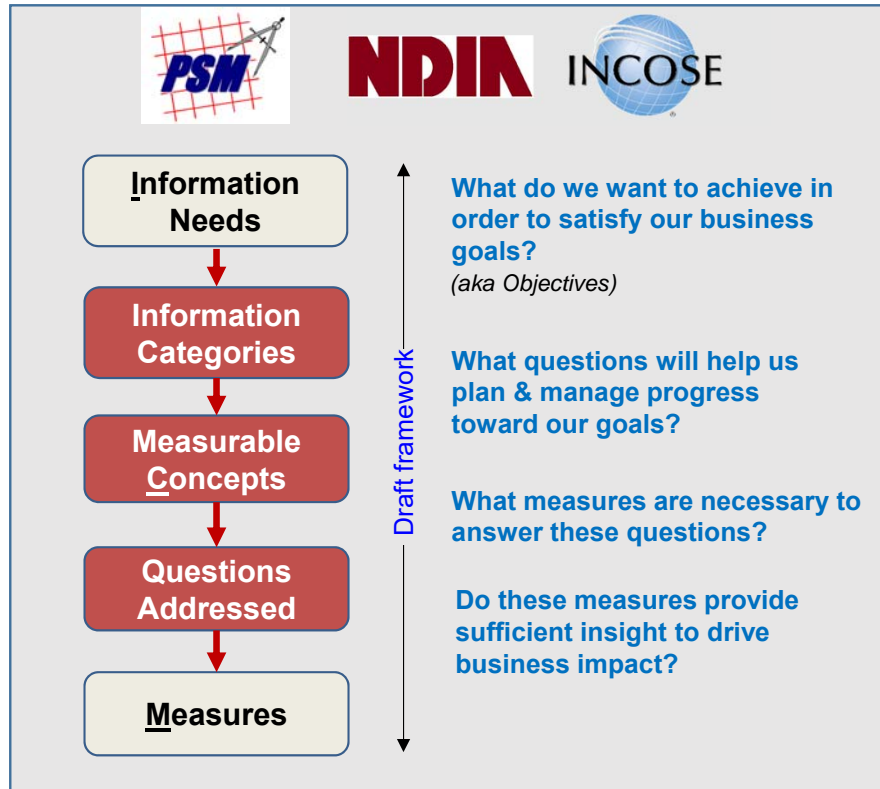 PSM
NDIA
INCOSE
®
Information
Needs
Information
Categories
Measurable
Concepts
Questions
Addressed
Measures
Draft framework
What do we want to achieve in
order to satisfy our business
goals?
(aka Objectives)
What questions will help us
plan & manage progress
toward our goals?
What measures are necessary to
answer these questions?
Do these measures provide
sufficient insight to drive
business impact?